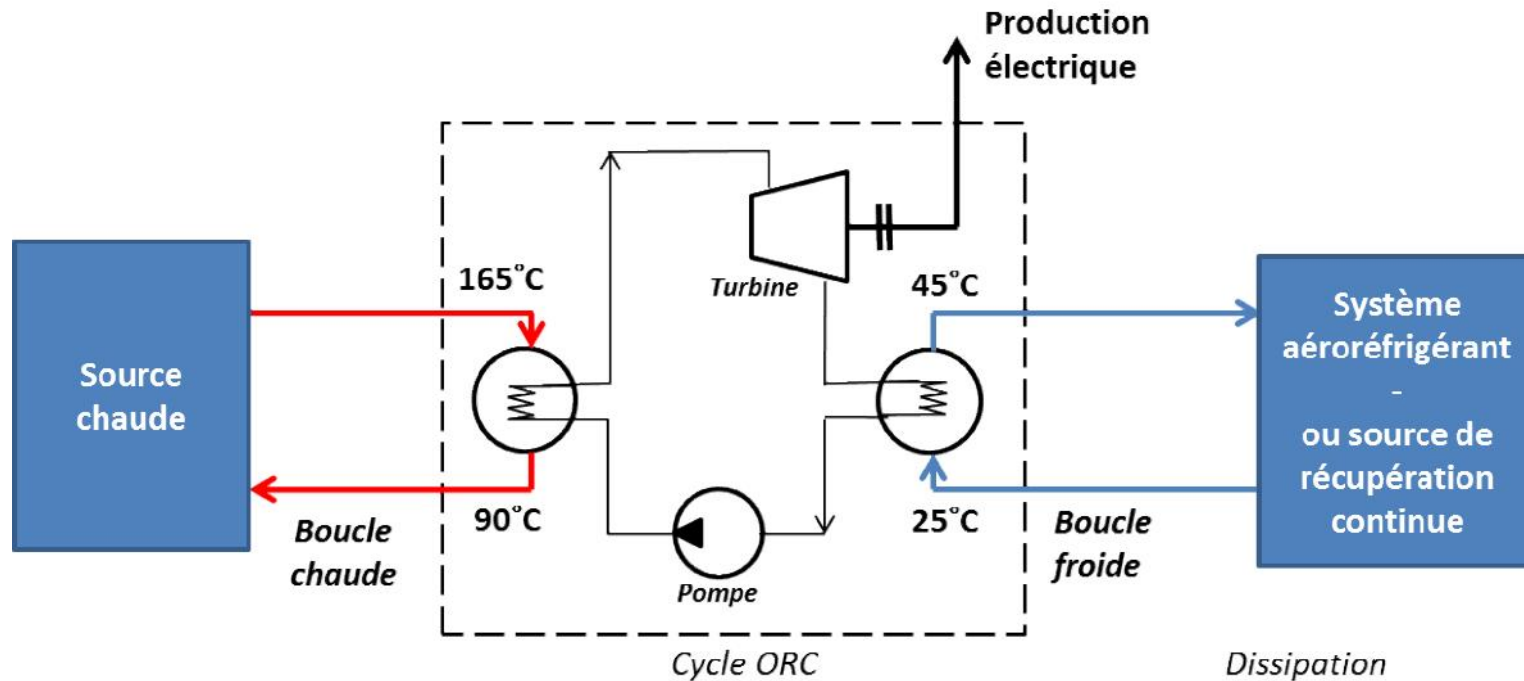 Production
électrique
165°C
Turbine
45°C
Source
chaude
Système
aéroréfrigérant
-
ou source de
récupération
continue
90°C
25°C
Boucle
chaude
Pompe
Boucle
froide
Cycle ORC
Dissipation